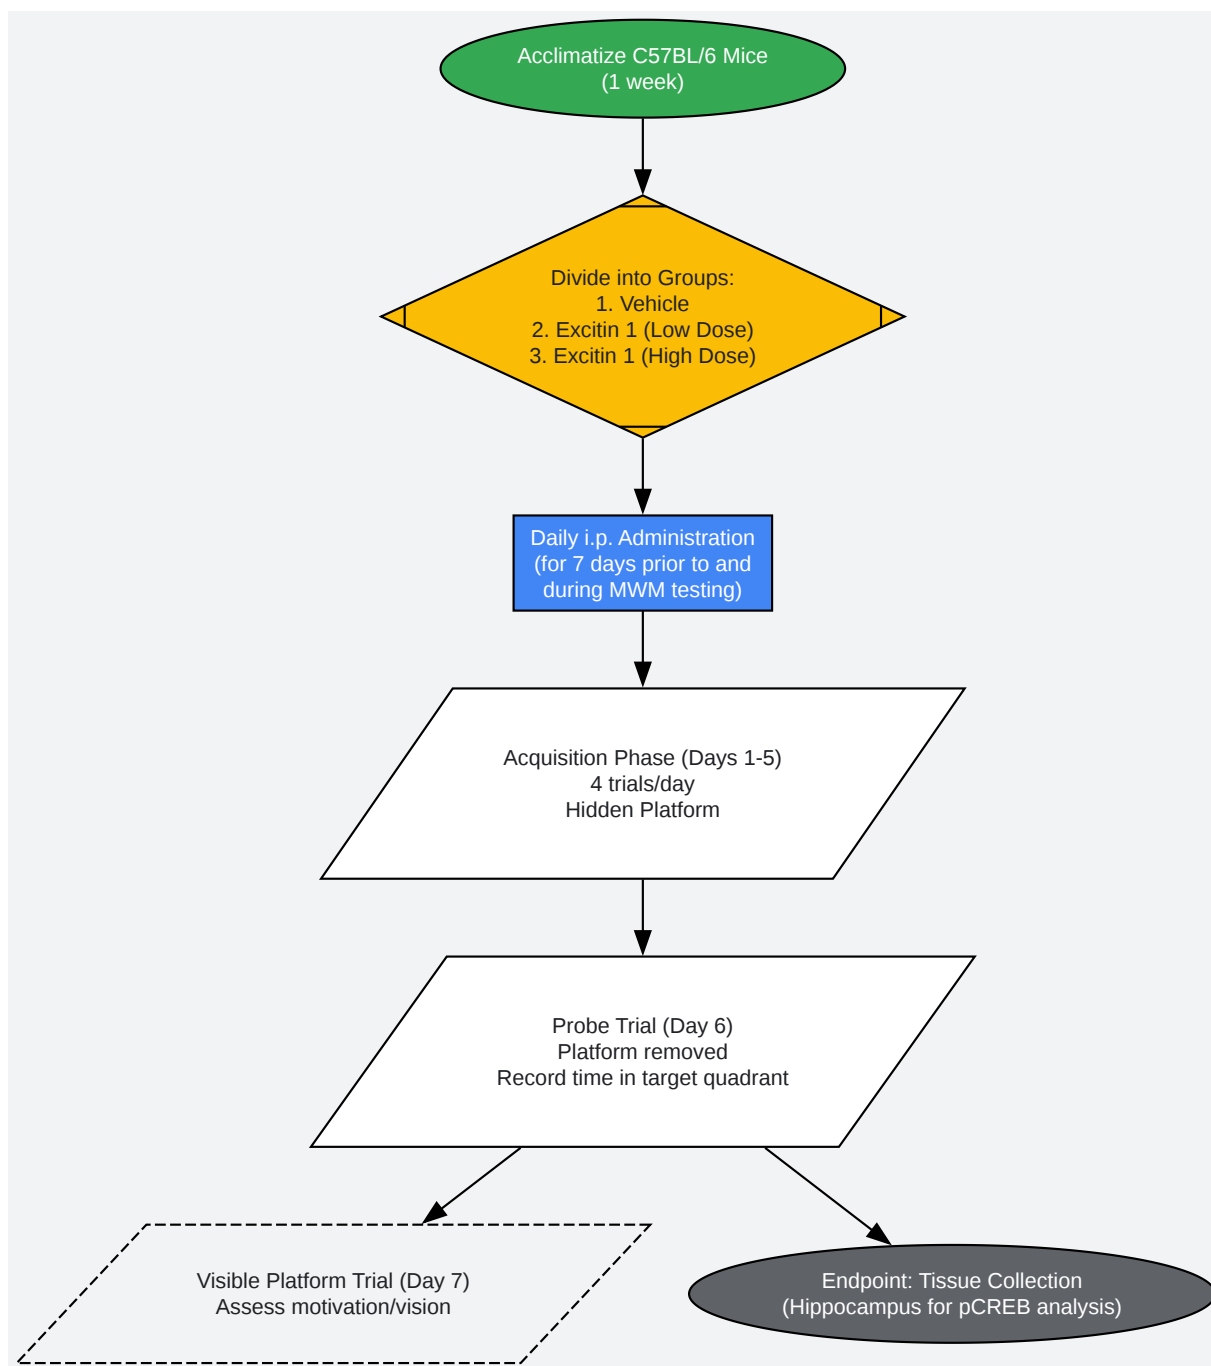 Acclimatize C57BL/6 Mice
(1 week)
Divide into Groups:
1. Vehicle
2. Excitin 1 (Low Dose)
3. Excitin 1 (High Dose)
Daily i.p. Administration
(for 7 days prior to and
during MWM testing)
Acquisition Phase (Days 1-5)
4 trials/day
Hidden Platform
Probe Trial (Day 6)
Platform removed
Record time in target quadrant
Visible Platform Trial (Day 7)
Assess motivation/vision
Endpoint: Tissue Collection
(Hippocampus for pCREB analysis)